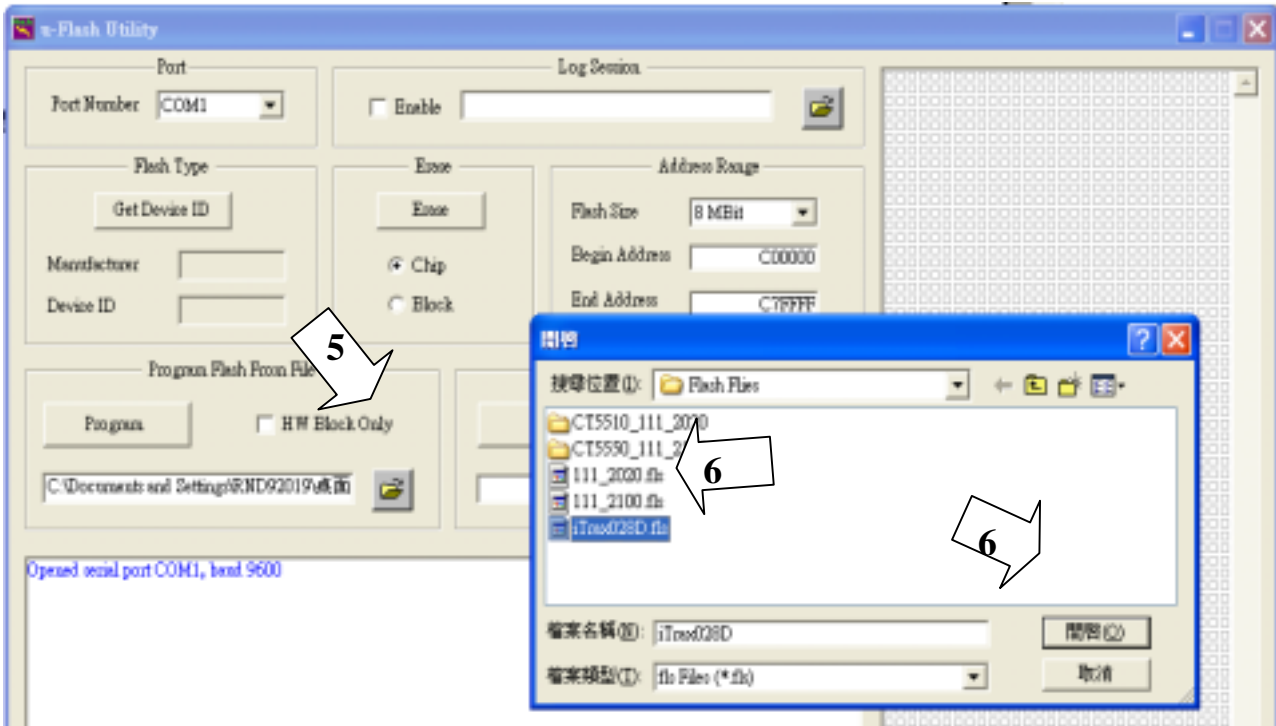 u-Flash Utility
Port
Port Number COM1
Log Session
Enable
Flash Type
Get Device ID
Manufacturer
Device ID
Erase
Erase
Chip
Block
Address Range
Flash Size 8 MBit
Begin Address C00000
End Address C7FFFF
5
Program Flash From File
Program HW Block Only
C:\Documents and Settings\RND92019\桌面
Opened serial port COM1, baud 9600
開啓
搜尋位置(I): Flash Flies
CT5510_111_2020
CT5550_111_2
111_2020.fls
111_2100.fls
iTrax028D.fls
6
6
檔案名稱(N): iTrax028D
開啓(O)
檔案類型(T): fls Files (*.fls)
取消